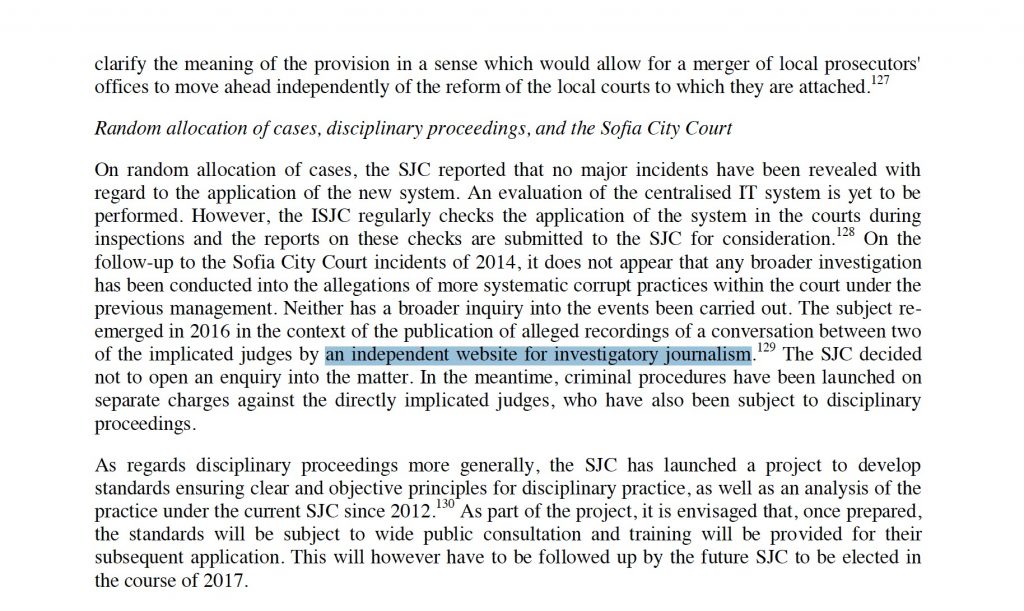 clarify the meaning of the provision in a sense which would allow for a merger of local prosecutors'
offices to move ahead independently of the reform of the local courts to which they are attached.127
Random allocation of cases, disciplinary proceedings, and the Sofia City Court
On random allocation of cases, the SJC reported that no major incidents have been revealed with
regard to the application of the new system. An evaluation of the centralised IT system is yet to be
performed. However, the ISJC regularly checks the application of the system in the courts during
inspections and the reports on these checks are submitted to the SJC for consideration.128 On the
follow-up to the Sofia City Court incidents of 2014, it does not appear that any broader investigation
has been conducted into the allegations of more systematic corrupt practices within the court under the
previous management. Neither has a broader inquiry into the events been carried out. The subject re-
emerged in 2016 in the context of the publication of alleged recordings of a conversation between two
of the implicated judges by an independent website for investigatory journalism.129 The SJC decided
not to open an enquiry into the matter. In the meantime, criminal procedures have been launched on
separate charges against the directly implicated judges, who have also been subject to disciplinary
proceedings.
As regards disciplinary proceedings more generally, the SJC has launched a project to develop
standards ensuring clear and objective principles for disciplinary practice, as well as an analysis of the
practice under the current SJC since 2012.130 As part of the project, it is envisaged that, once prepared,
the standards will be subject to wide public consultation and training will be provided for their
subsequent application. This will however have to be followed up by the future SJC to be elected in
the course of 2017.